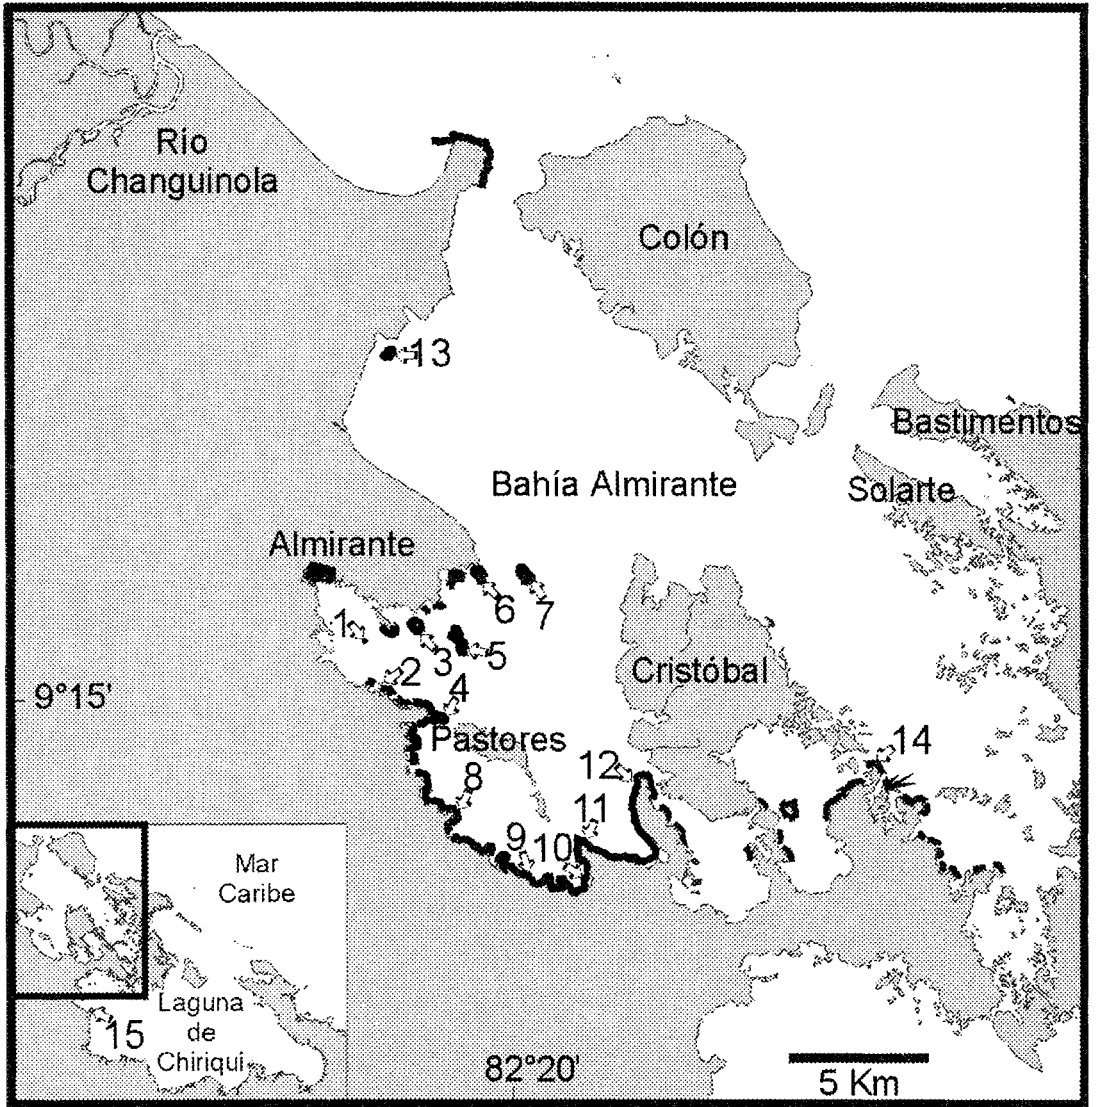 Río
Changuinola
Colón
13
Bastimentos
Bahía Almirante
Solarte
Almirante
6
7
1
3
5
2
Cristóbal
4
9°15'
Pastores
14
12
8
11
9
10
Mar
Caribe
Laguna
de
Chiriquí
15
82°20'
5 Km